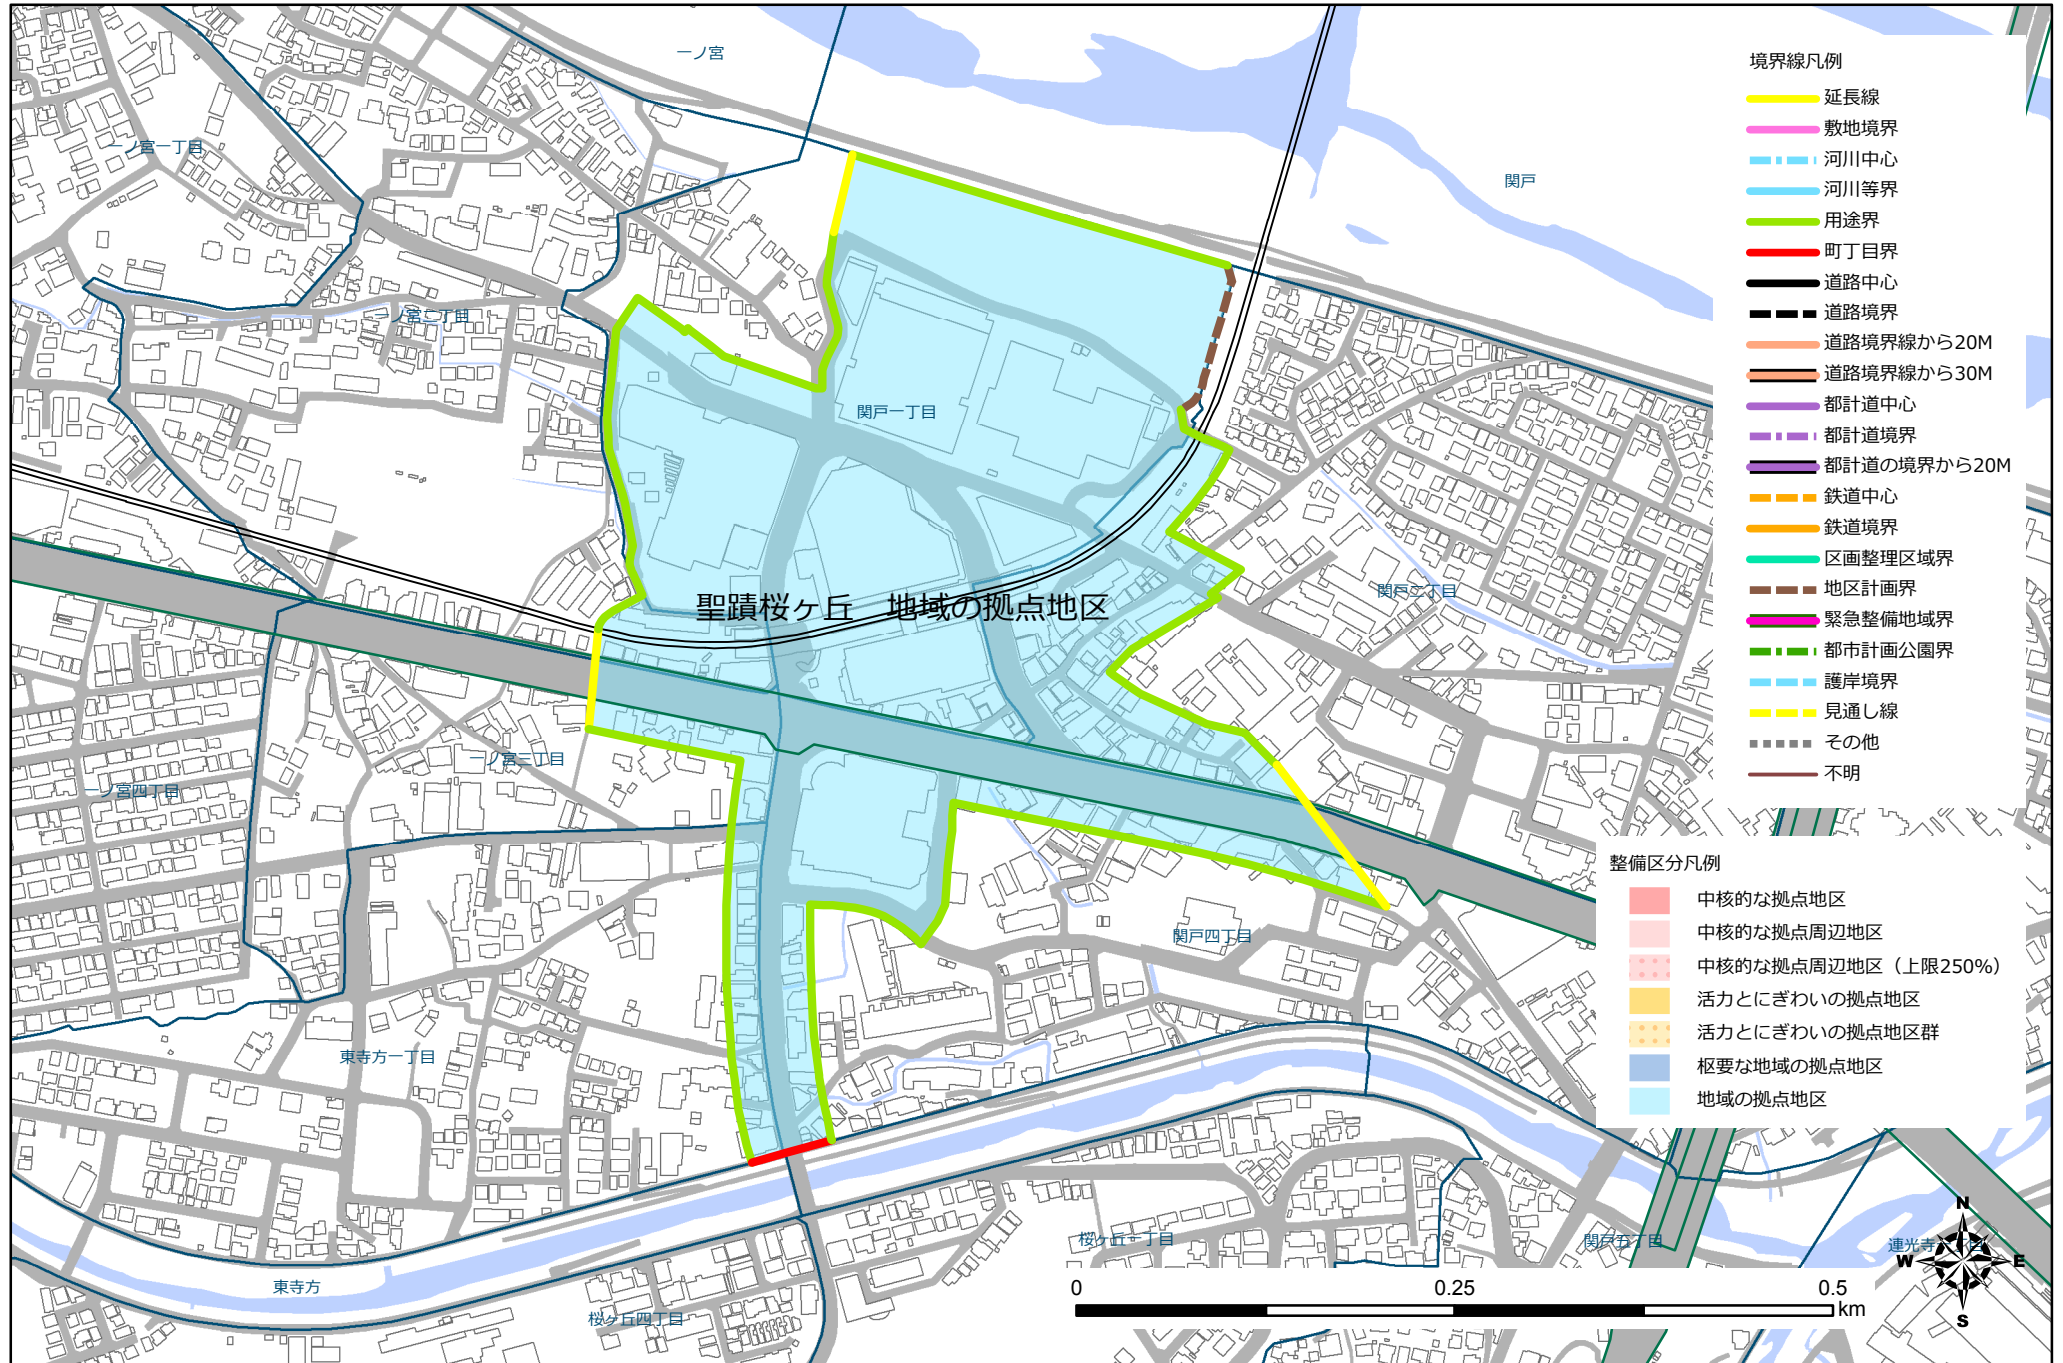 一ノ宮
一ノ宮一丁目
関戸
一ノ宮二丁目
関戸一丁目
関戸二丁目
聖蹟桜ヶ丘 地域の拠点地区
一ノ宮三丁目
一ノ宮四丁目
関戸四丁目
東寺方一丁目
桜ヶ丘一丁目
関戸五丁目
東寺方
桜ヶ丘四丁目
境界線凡例
延長線
敷地境界
河川中心
河川等界
用途界
町丁目界
道路中心
道路境界
道路境界線から20M
道路境界線から30M
都計道中心
都計道境界
都計道の境界から20M
鉄道中心
鉄道境界
区画整理区域界
地区計画界
緊急整備地域界
都市計画公園界
護岸境界
見通し線
その他
不明
整備区分凡例
中核的な拠点地区
中核的な拠点周辺地区
中核的な拠点周辺地区（上限250%）
活力とにぎわいの拠点地区
活力とにぎわいの拠点地区群
枢要な地域の拠点地区
地域の拠点地区
N
W
E
S
0 0.25 0.5
km